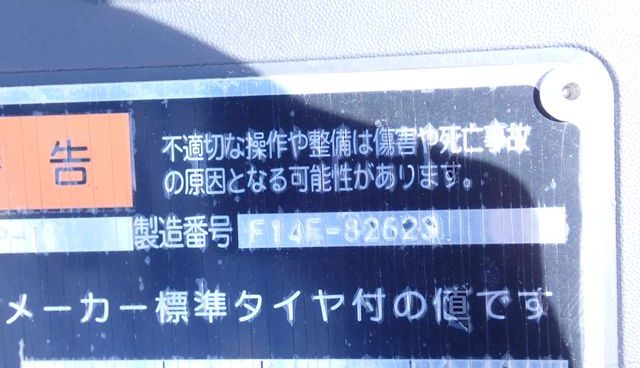 告
不適切な操作や整備は傷害や死亡事故
の原因となる可能性があります。
製造番号 F14E-82623
メーカー標準タイヤ付の値です